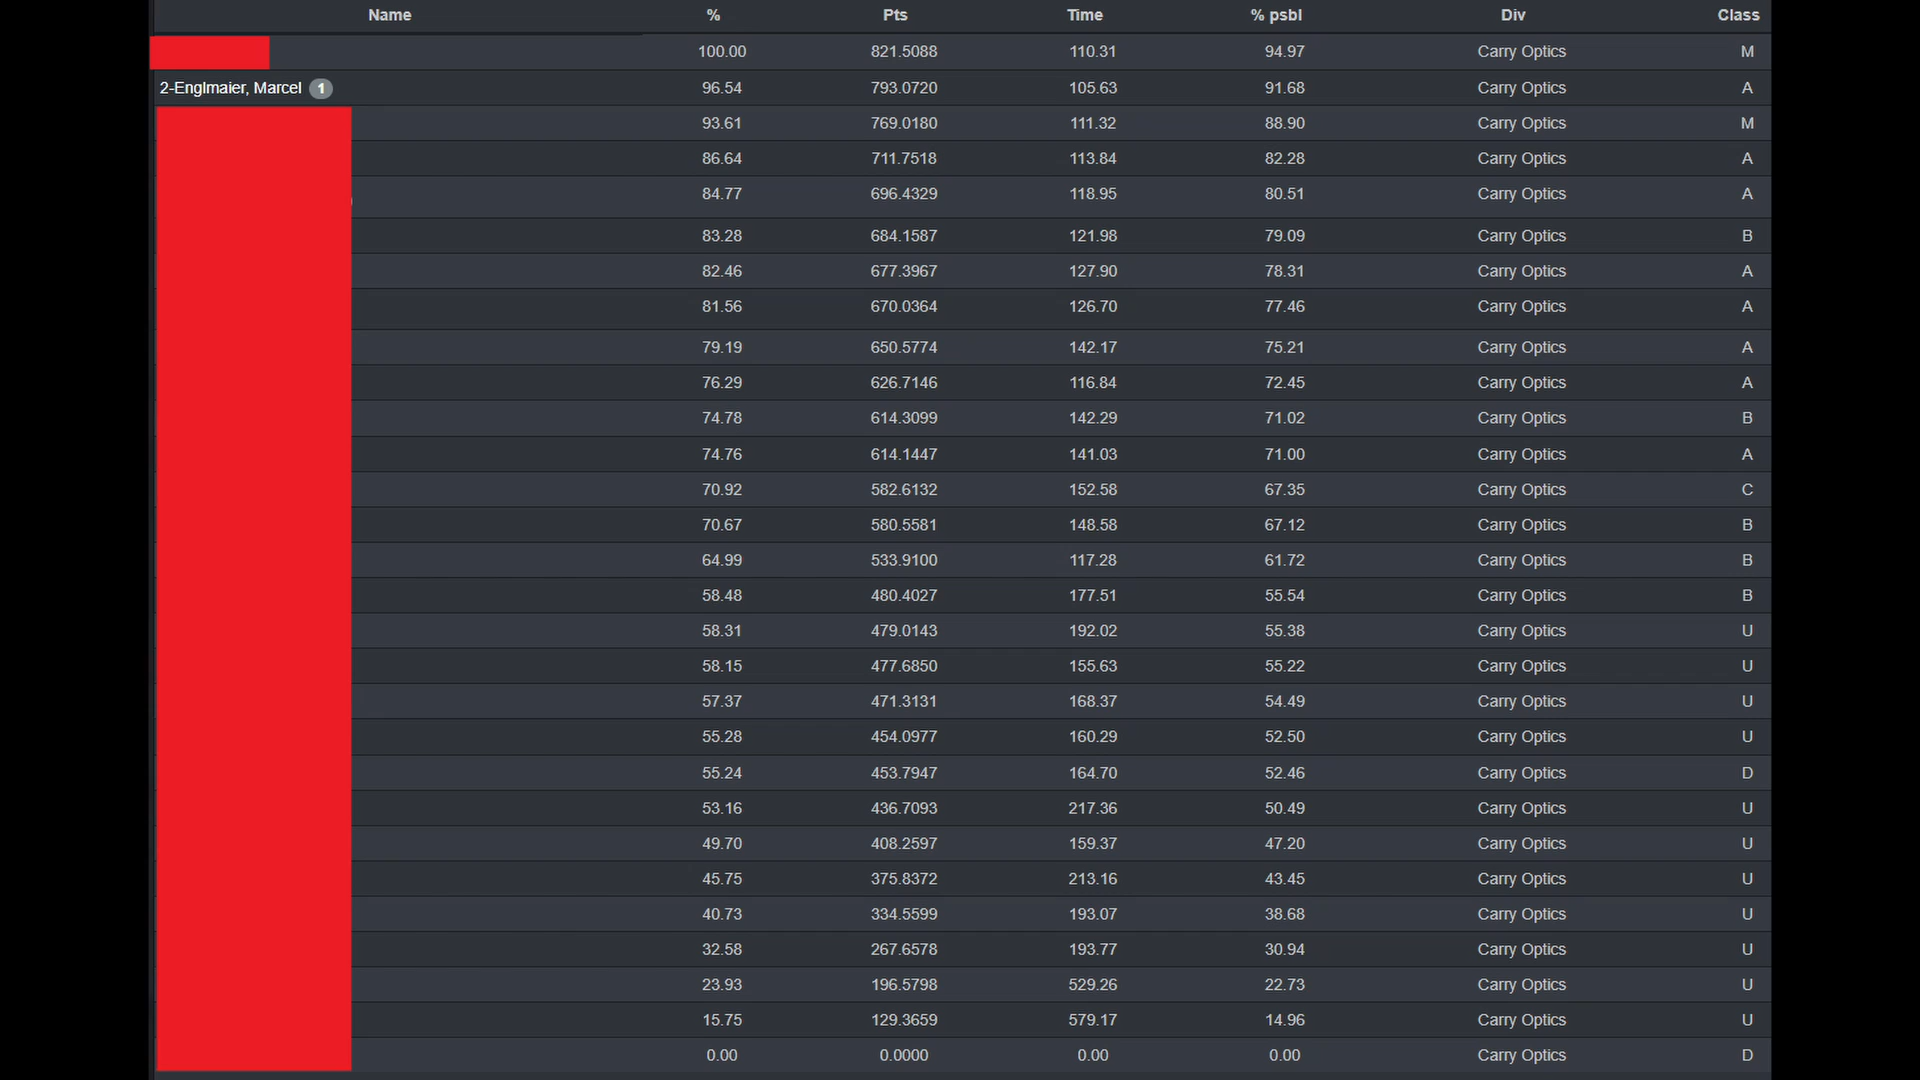 Name % Pts Time % psbl Div Class
100.00 821.5088 110.31 94.97 Carry Optics M
2-Englmaier, Marcel 1 96.54 793.0720 105.63 91.68 Carry Optics A
93.61 769.0180 111.32 88.90 Carry Optics M
86.64 711.7518 113.84 82.28 Carry Optics A
84.77 696.4329 118.95 80.51 Carry Optics A
83.28 684.1587 121.98 79.09 Carry Optics B
82.46 677.3967 127.90 78.31 Carry Optics A
81.56 670.0364 126.70 77.46 Carry Optics A
79.19 650.5774 142.17 75.21 Carry Optics A
76.29 626.7146 116.84 72.45 Carry Optics A
74.78 614.3099 142.29 71.02 Carry Optics B
74.76 614.1447 141.03 71.00 Carry Optics A
70.92 582.6132 152.58 67.35 Carry Optics C
70.67 580.5581 148.58 67.12 Carry Optics B
64.99 533.9100 117.28 61.72 Carry Optics B
58.48 480.4027 177.51 55.54 Carry Optics B
58.31 479.0143 192.02 55.38 Carry Optics U
58.15 477.6850 155.63 55.22 Carry Optics U
57.37 471.3131 168.37 54.49 Carry Optics U
55.28 454.0977 160.29 52.50 Carry Optics U
55.24 453.7947 164.70 52.46 Carry Optics D
53.16 436.7093 217.36 50.49 Carry Optics U
49.70 408.2597 159.37 47.20 Carry Optics U
45.75 375.8372 213.16 43.45 Carry Optics U
40.73 334.5599 193.07 38.68 Carry Optics U
32.58 267.6578 193.77 30.94 Carry Optics U
23.93 196.5798 529.26 22.73 Carry Optics U
15.75 129.3659 579.17 14.96 Carry Optics U
0.00 0.0000 0.00 0.00 Carry Optics D